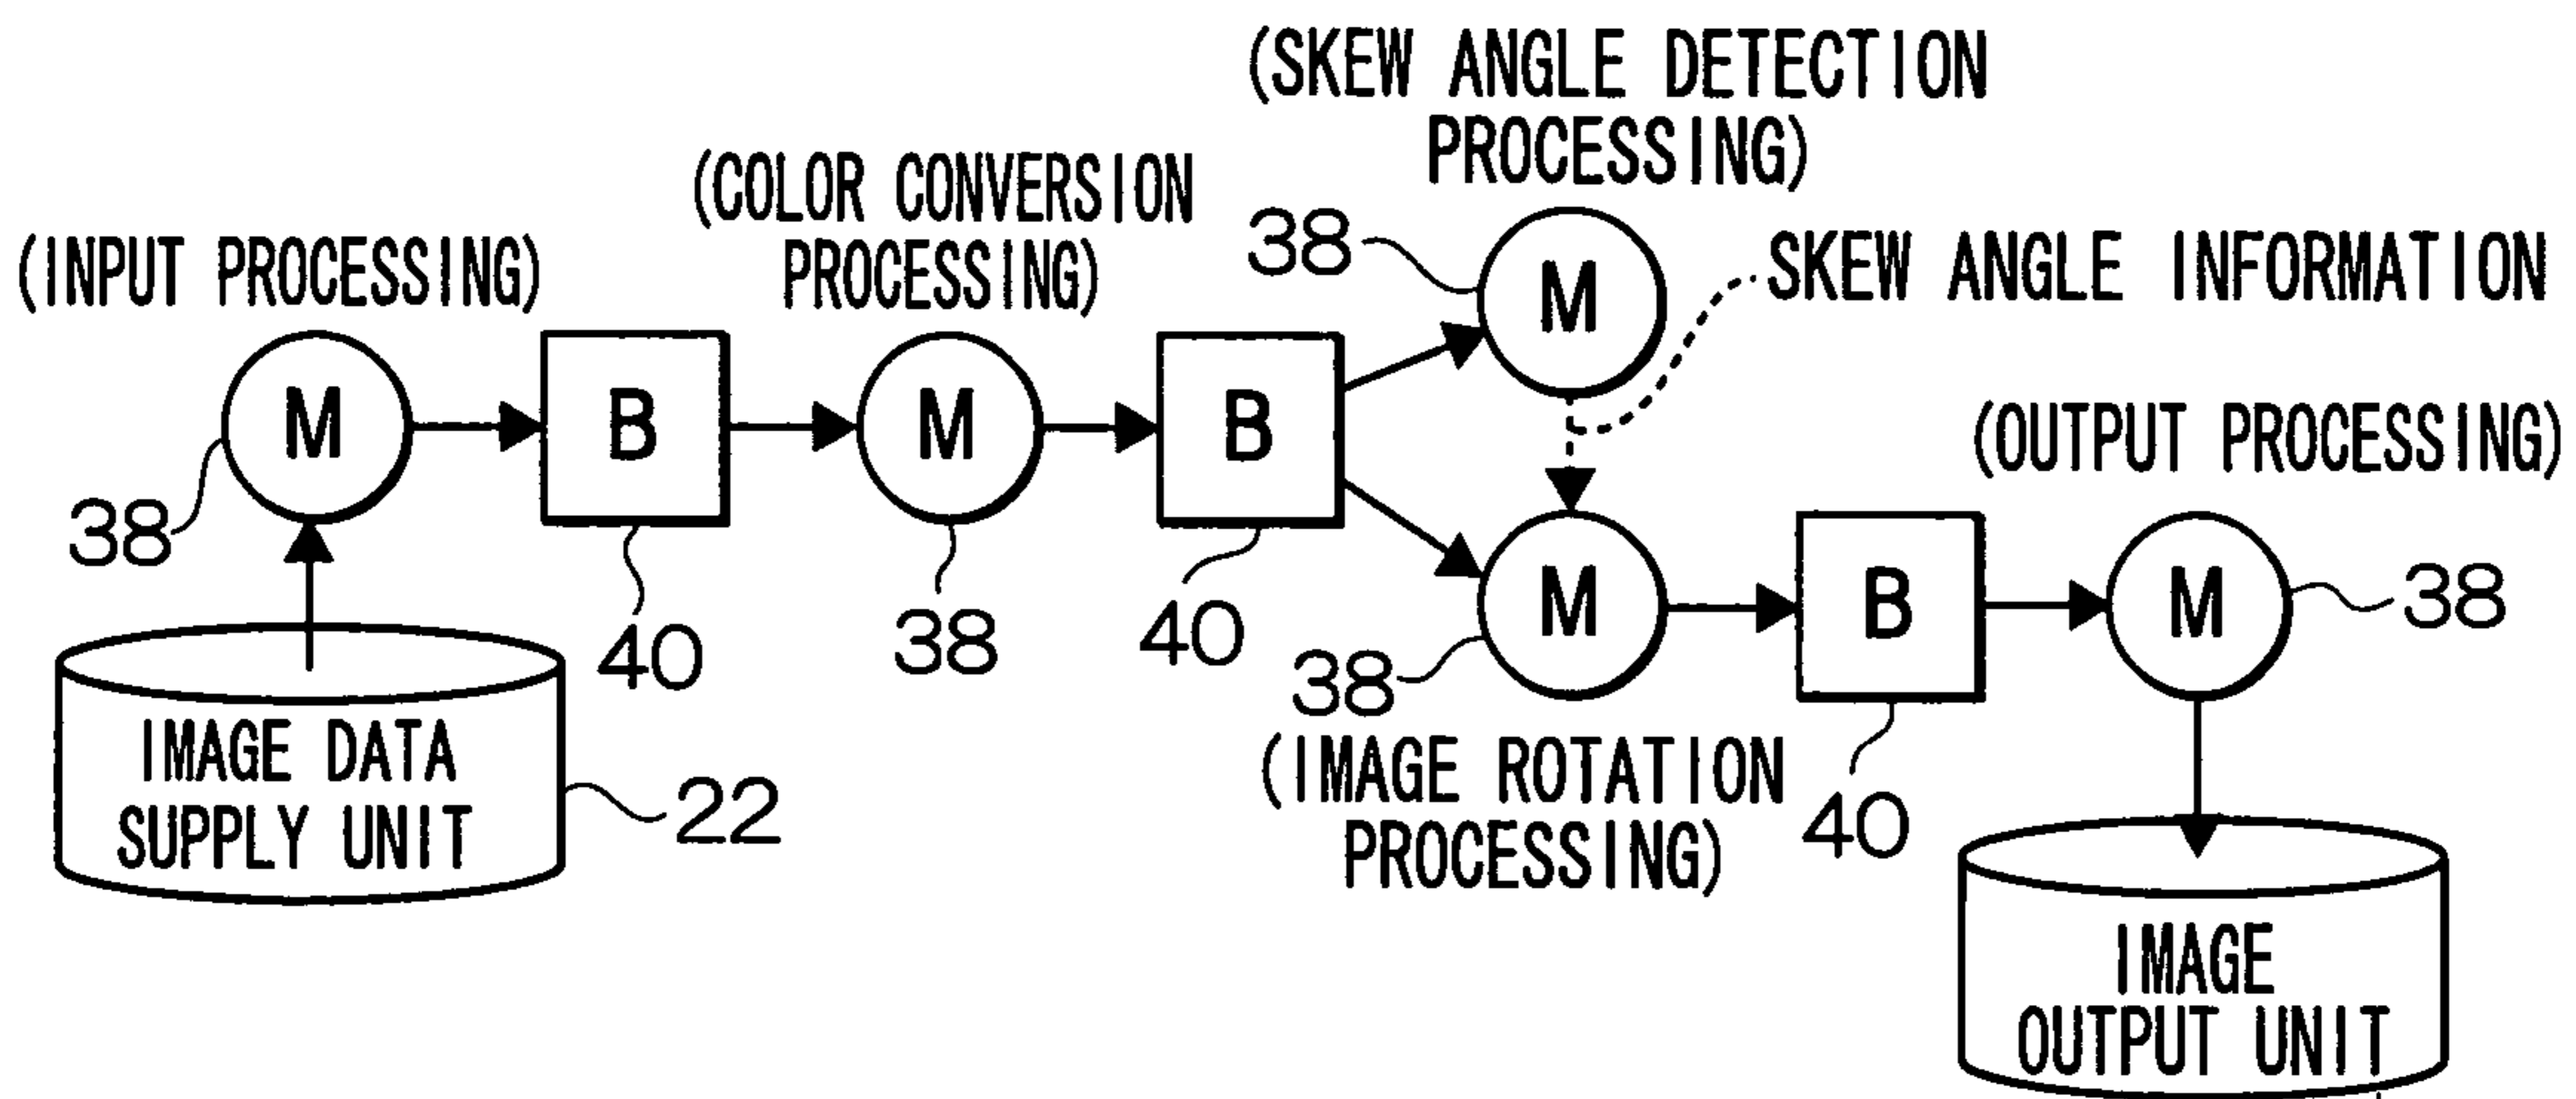 (SKEW ANGLE DETECTION
PROCESSING)
(COLOR CONVERSION
PROCESSING)
(INPUT PROCESSING)
38
M
SKEW ANGLE INFORMATION
M
B
M
B
(OUTPUT PROCESSING)
38
40
38
40
M
B
M
38
38
40
(IMAGE ROTATION
PROCESSING)
IMAGE DATA
SUPPLY UNIT
22
IMAGE
OUTPUT UNIT